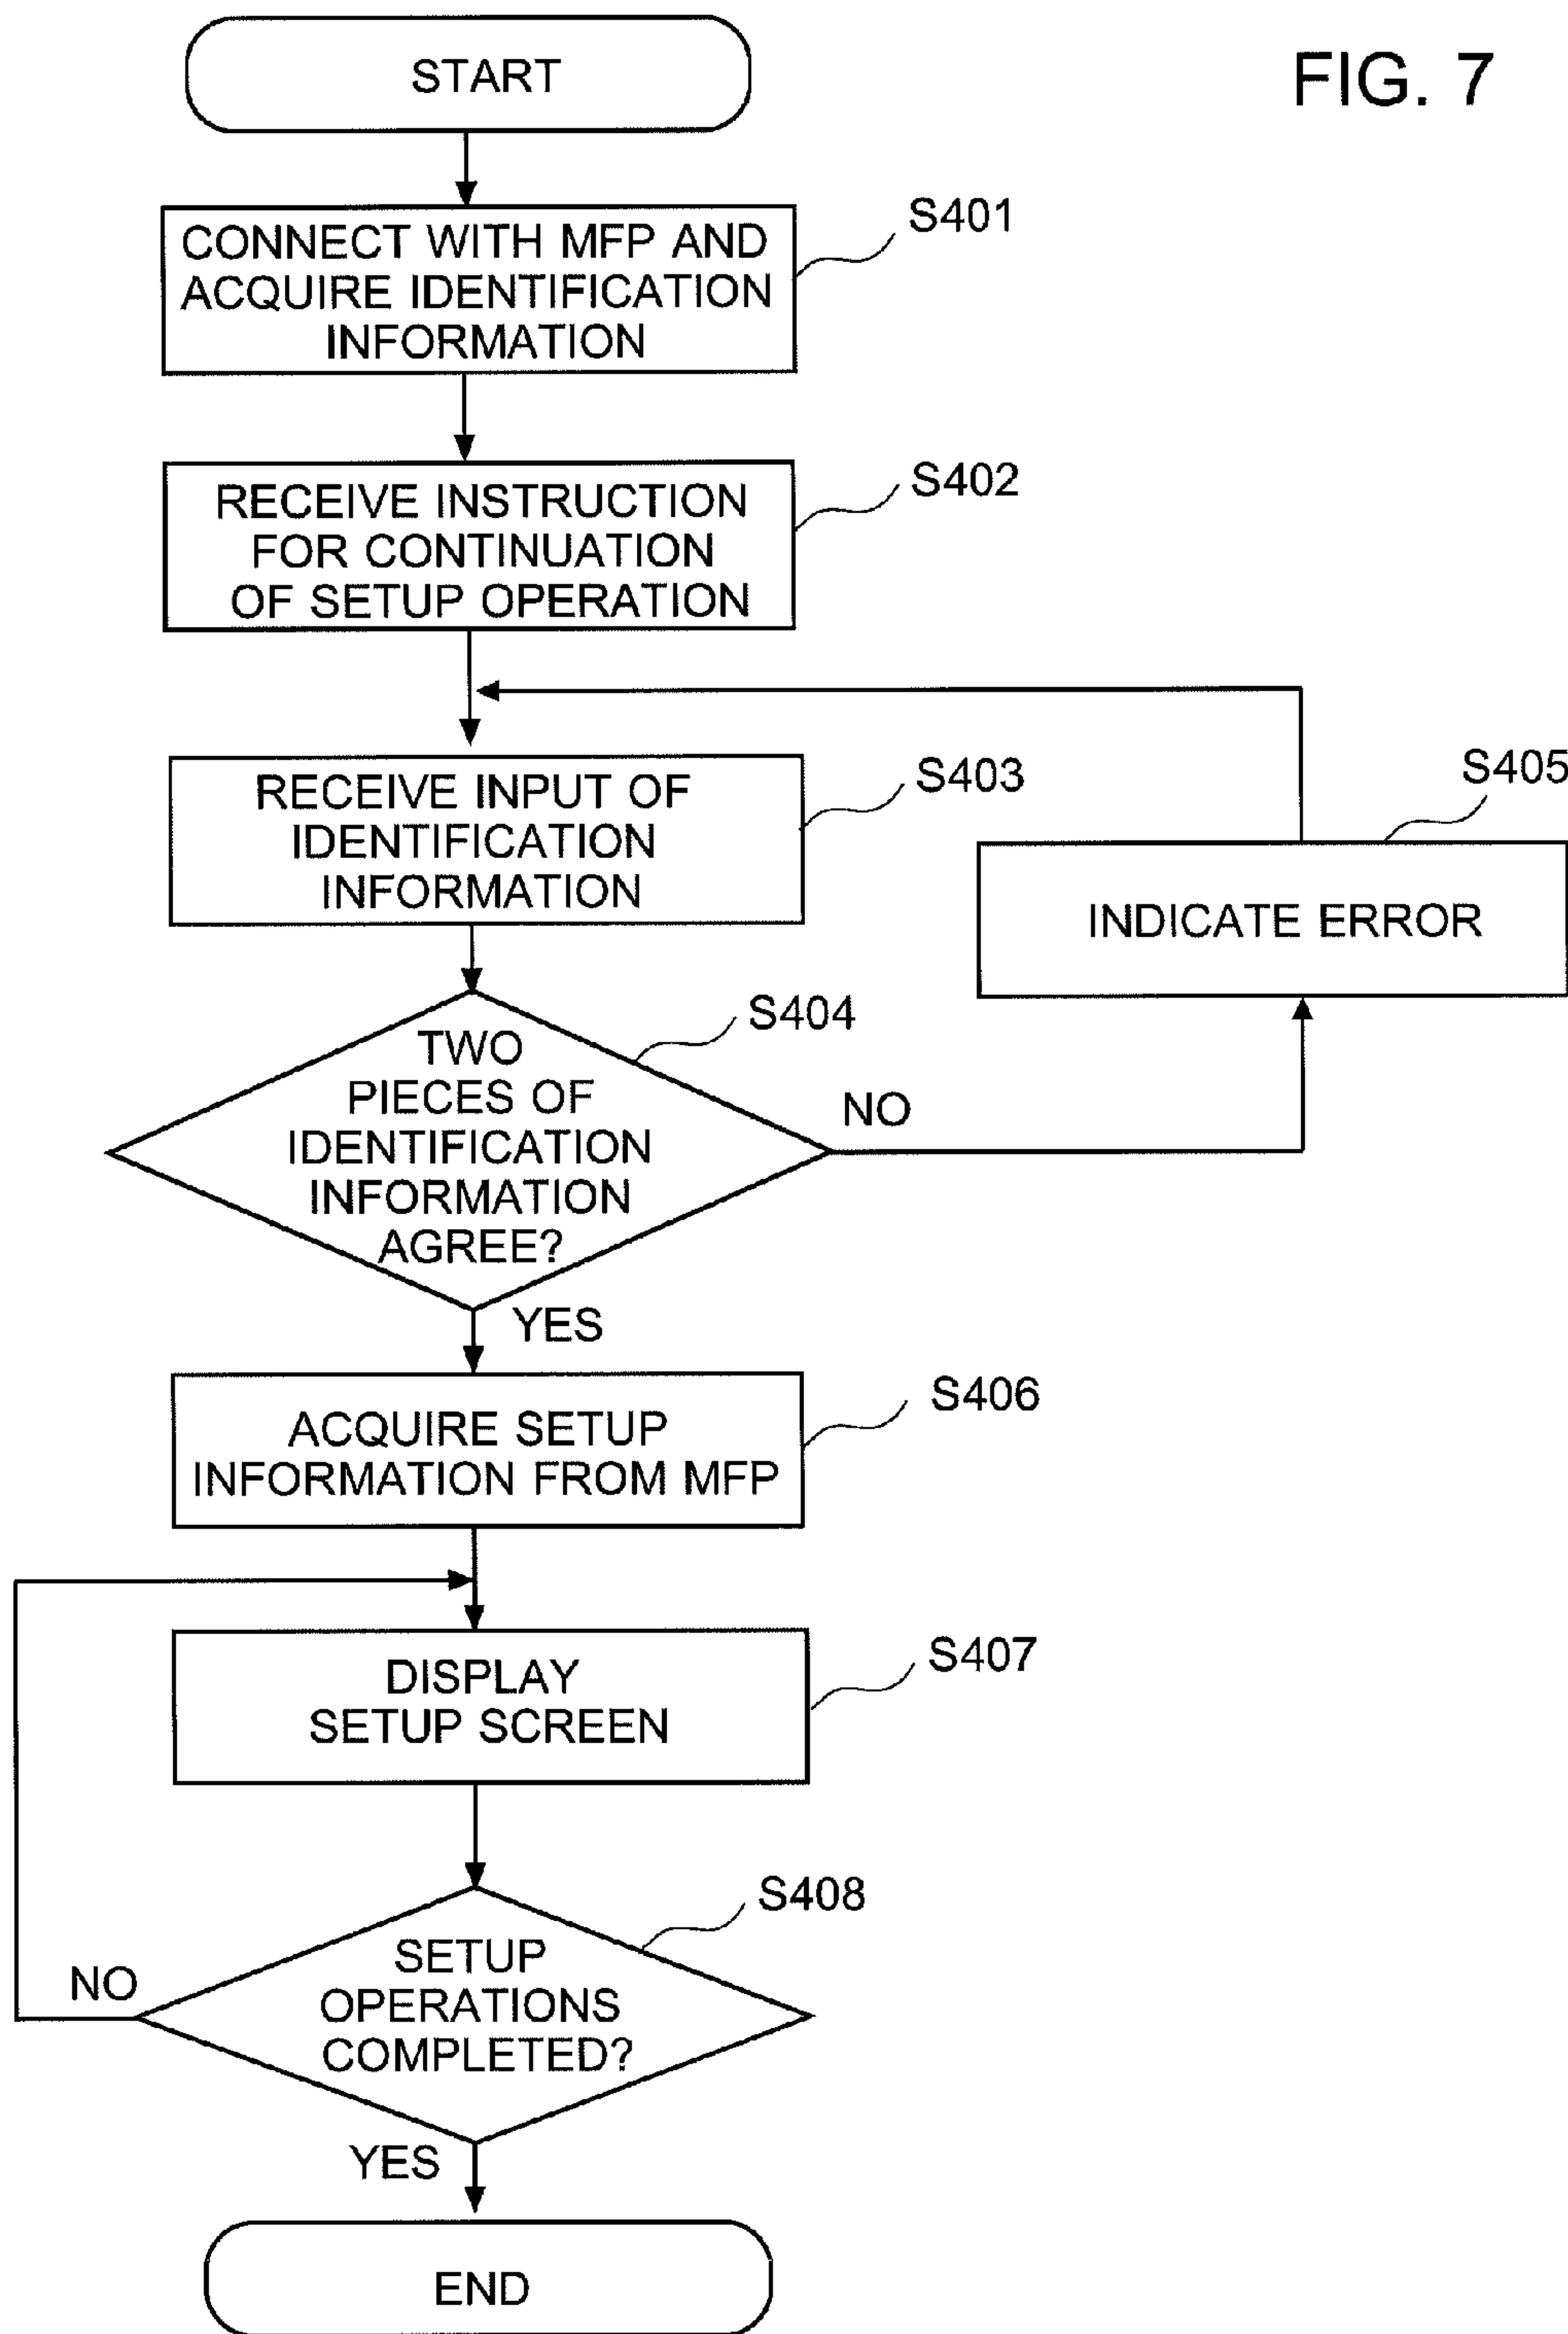 FIG. 7
START
S401
CONNECT WITH MFP AND
ACQUIRE IDENTIFICATION
INFORMATION
S402
RECEIVE INSTRUCTION
FOR CONTINUATION
OF SETUP OPERATION
S403
RECEIVE INPUT OF
IDENTIFICATION
INFORMATION
S405
INDICATE ERROR
S404
TWO
PIECES OF
IDENTIFICATION
INFORMATION
AGREE?
NO
YES
S406
ACQUIRE SETUP
INFORMATION FROM MFP
S407
DISPLAY
SETUP SCREEN
S408
SETUP
OPERATIONS
COMPLETED?
NO
YES
END